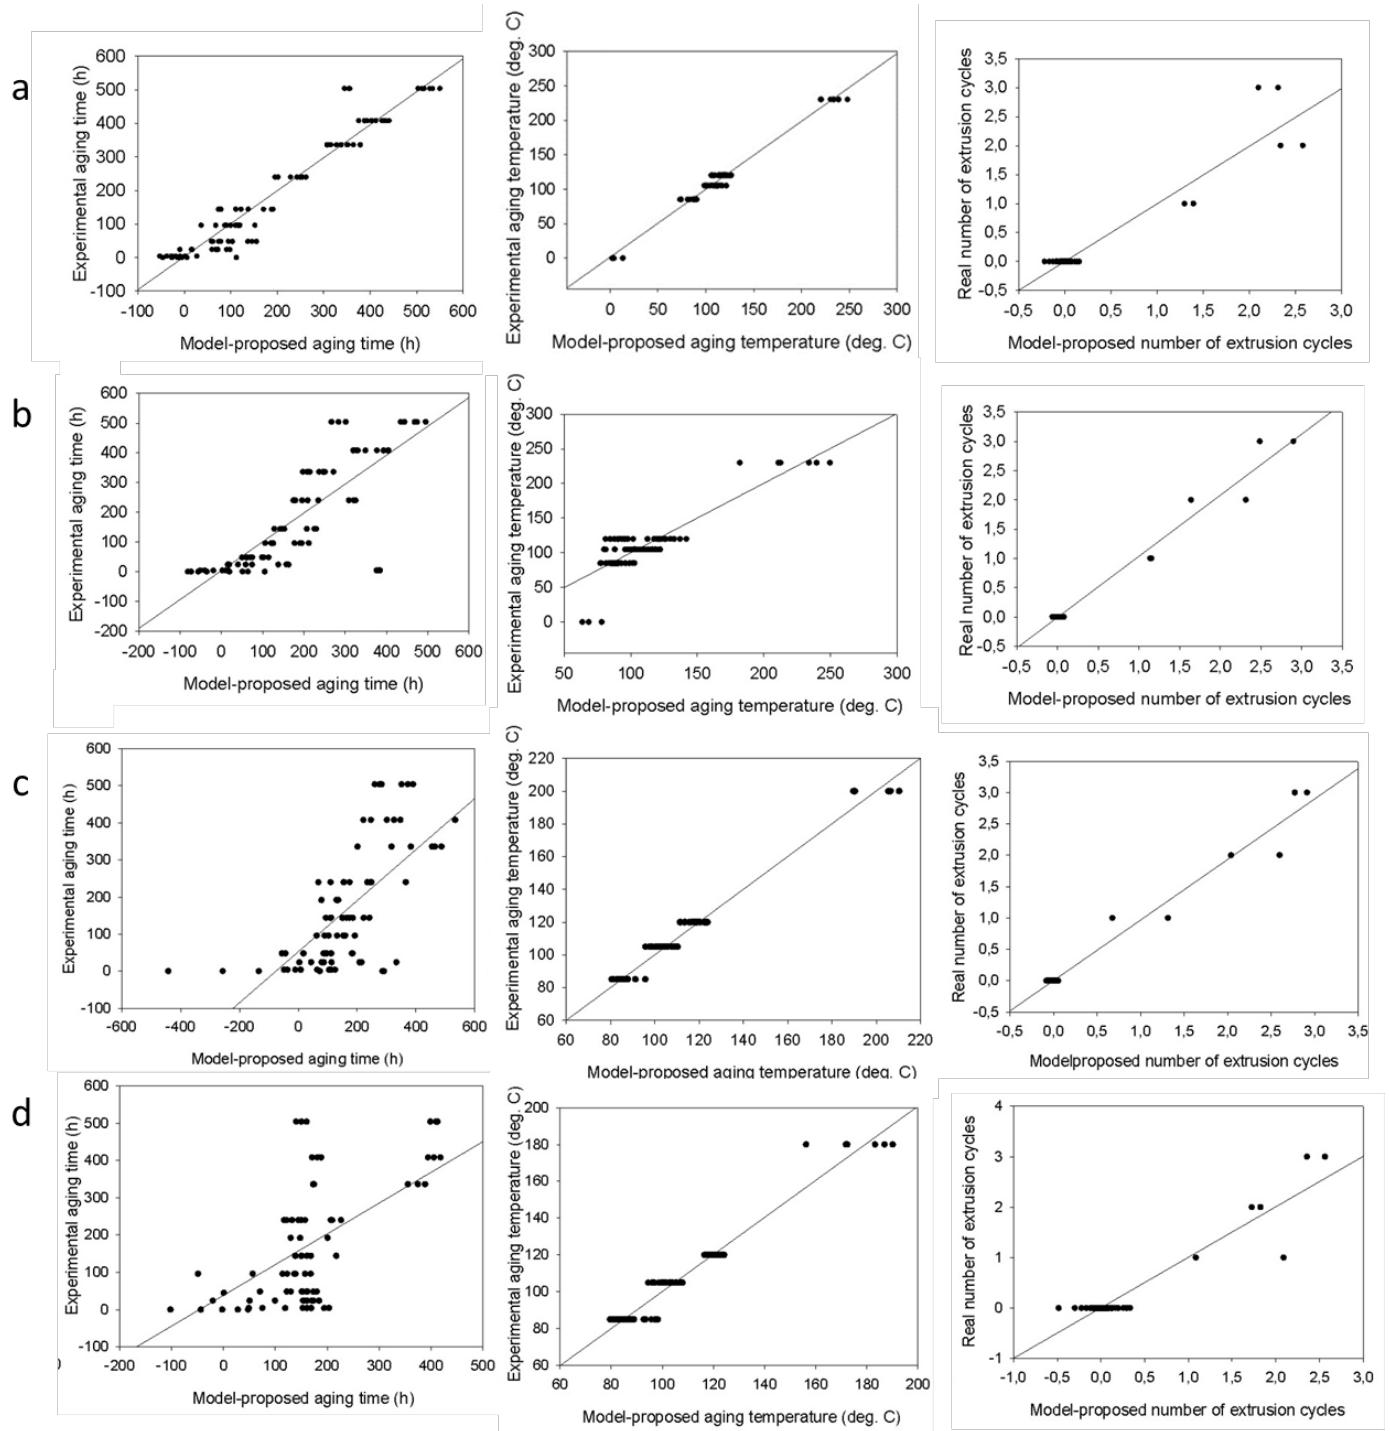 a
Experimental aging time (h)
600
500
400
300
200
100
0
-100
-100 0 100 200 300 400 500 600
Model-proposed aging time (h)
Experimental aging temperature (deg. C)
300
250
200
150
100
50
0
0 50 100 150 200 250 300
Model-proposed aging temperature (deg. C)
Real number of extrusion cycles
3,5
3,0
2,5
2,0
1,5
1,0
0,5
0,0
-0,5
-0,5 0,0 0,5 1,0 1,5 2,0 2,5 3,0
Model-proposed number of extrusion cycles
b
Experimental aging time (h)
600
500
400
300
200
100
0
-100
-200
-200 -100 0 100 200 300 400 500 600
Model-proposed aging time (h)
Experimental aging temperature (deg. C)
300
250
200
150
100
50
0
50 100 150 200 250 300
Model-proposed aging temperature (deg. C)
Real number of extrusion cycles
3,5
3,0
2,5
2,0
1,5
1,0
0,5
0,0
-0,5
-0,5 0,0 0,5 1,0 1,5 2,0 2,5 3,0 3,5
Model-proposed number of extrusion cycles
c
Experimental aging time (h)
600
500
400
300
200
100
0
-100
-600 -400 -200 0 200 400 600
Model-proposed aging time (h)
Experimental aging temperature (deg. C)
220
200
180
160
140
120
100
80
60
60 80 100 120 140 160 180 200 220
Model-proposed aging temperature (deg. C)
Real number of extrusion cycles
3,5
3,0
2,5
2,0
1,5
1,0
0,5
0,0
-0,5
-0,5 0,0 0,5 1,0 1,5 2,0 2,5 3,0 3,5
Modelproposed number of extrusion cycles
d
Experimental aging time (h)
600
500
400
300
200
100
0
-100
-200 -100 0 100 200 300 400 500
Model-proposed aging time (h)
Experimental aging temperature (deg. C)
200
180
160
140
120
100
80
60
60 80 100 120 140 160 180 200
Model-proposed aging temperature (deg. C)
Real number of extrusion cycles
4
3
2
1
0
-1
-1,0 -0,5 0,0 0,5 1,0 1,5 2,0 2,5 3,0
Model-proposed number of extrusion cycles